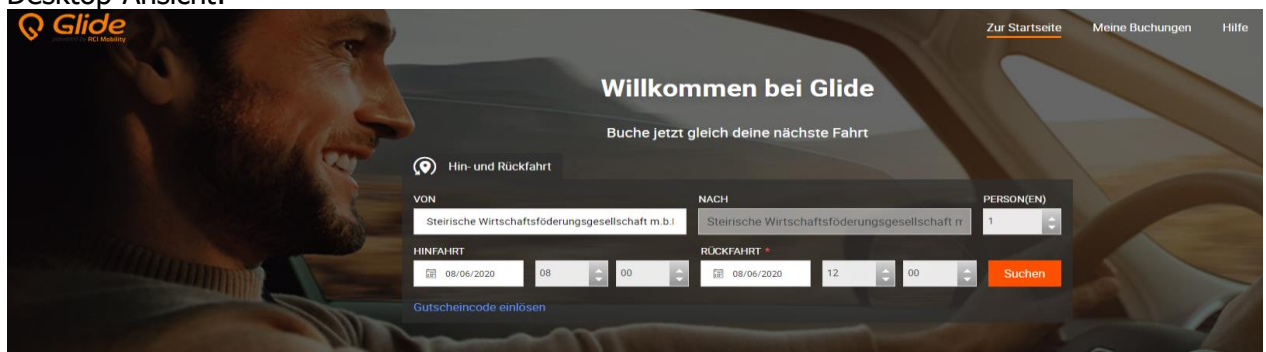 Desktop-Ansicht:
Glide
powered by RCI Mobility
Zur Startseite Meine Buchungen Hilfe
Willkommen bei Glide
Buche jetzt gleich deine nächste Fahrt
Hin- und Rückfahrt
VON NACH PERSON(EN)
Steirische Wirtschaftsföderungsgesellschaft m.b.l Steirische Wirtschaftsföderungsgesellschaft m 1
HINFAHRT RÜCKFAHRT *
08/06/2020 08 00 08/06/2020 12 00 Suchen
Gutscheincode einlösen